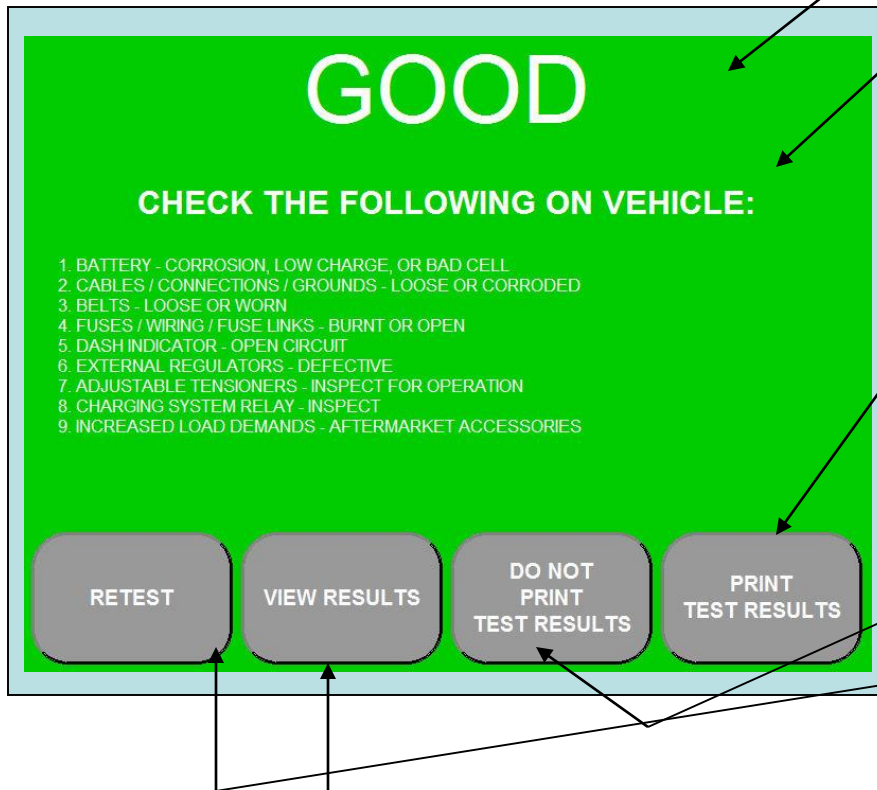 GOOD
CHECK THE FOLLOWING ON VEHICLE:
1. BATTERY - CORROSION, LOW CHARGE, OR BAD CELL
2. CABLES / CONNECTIONS / GROUNDS - LOOSE OR CORRODED
3. BELTS - LOOSE OR WORN
4. FUSES / WIRING / FUSE LINKS - BURNT OR OPEN
5. DASH INDICATOR - OPEN CIRCUIT
6. EXTERNAL REGULATORS - DEFECTIVE
7. ADJUSTABLE TENSIONERS - INSPECT FOR OPERATION
8. CHARGING SYSTEM RELAY - INSPECT
9. INCREASED LOAD DEMANDS - AFTERMARKET ACCESSORIES
RETEST
VIEW RESULTS
DO NOT
PRINT
TEST RESULTS
PRINT
TEST RESULTS